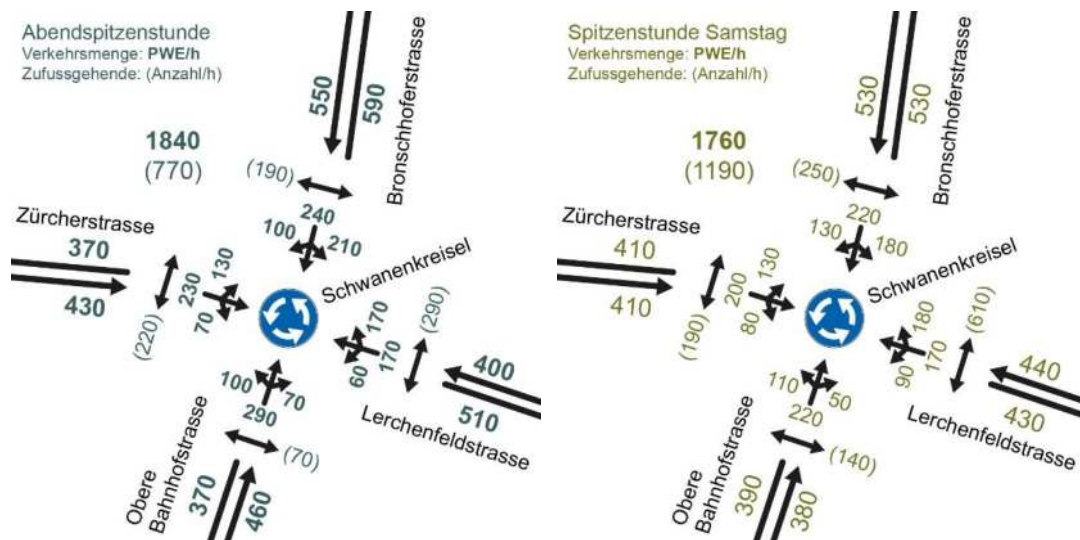 Abendspitzenstunde
Verkehrsmenge: PWE/h
Zufussgehende: (Anzahl/h)
1840
(770)
550
590
Bronschhoferstrasse
(190)
240
100
210
Zürcherstrasse
370
430
(220)
230
130
70
Schwanenkreisel
170
(290)
170
60
400
510
Lerchenfeldstrasse
100
70
290
(70)
Obere
Bahnhofstrasse
370
460
Spitzenstunde Samstag
Verkehrsmenge: PWE/h
Zufussgehende: (Anzahl/h)
1760
(1190)
530
530
Bronschhoferstrasse
(250)
220
130
180
Zürcherstrasse
410
410
(190)
200
130
80
Schwanenkreisel
180
(610)
170
90
440
430
Lerchenfeldstrasse
110
50
220
(140)
Obere
Bahnhofstrasse
390
380